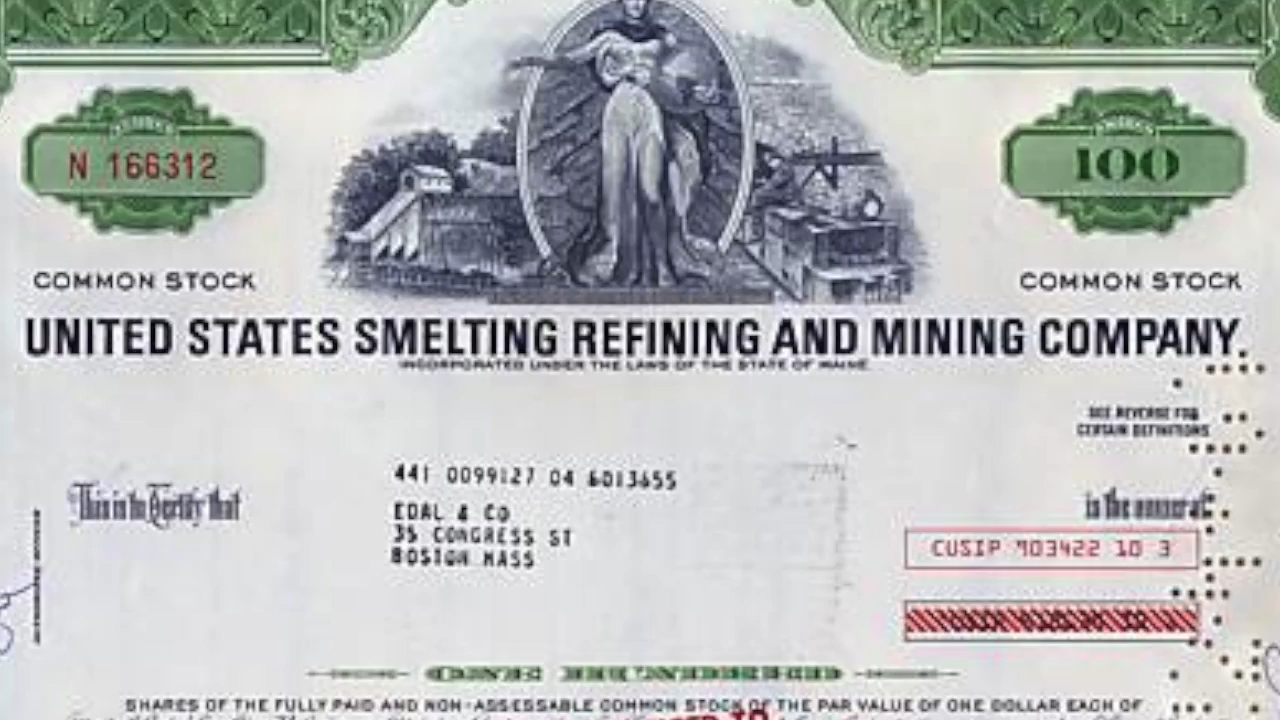 N 166312
100
COMMON STOCK
COMMON STOCK
UNITED STATES SMELTING REFINING AND MINING COMPANY.
INCORPORATED UNDER THE LAWS OF THE STATE OF MAINE
SEE REVERSE FOR
CERTAIN DEFINITIONS
441 0099127 04 6013655
This is to Certify that
is the owner of
EDAL & CO
35 CONGRESS ST
BOSTON MASS
CUSIP 903422 10 3
ONE HUNDRED
SHARES OF THE FULLY PAID AND NON-ASSESSABLE COMMON STOCK OF THE PAR VALUE OF ONE DOLLAR EACH OF
TO